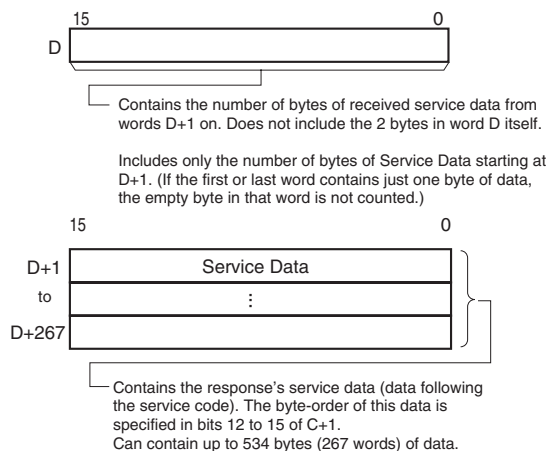 15 0
D
Contains the number of bytes of received service data from
words D+1 on. Does not include the 2 bytes in word D itself.
Includes only the number of bytes of Service Data starting at
D+1. (If the first or last word contains just one byte of data,
the empty byte in that word is not counted.)
15 0
D+1 Service Data
to ⋮
D+267
Contains the response's service data (data following
the service code). The byte-order of this data is
specified in bits 12 to 15 of C+1.
Can contain up to 534 bytes (267 words) of data.